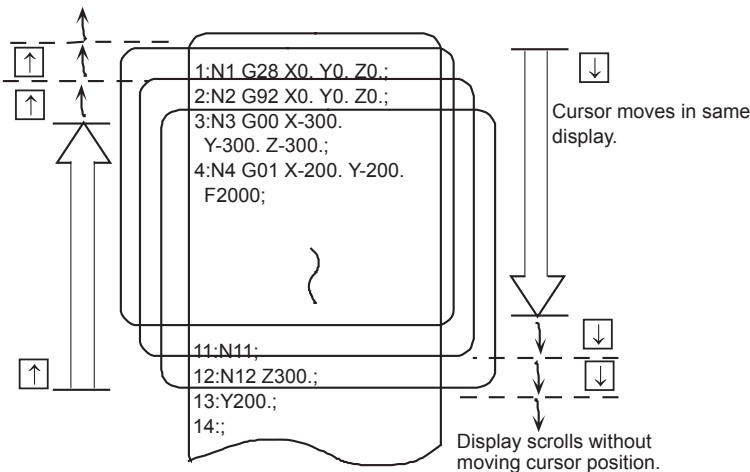 ↑
↑
↑
1:N1 G28 X0. Y0. Z0.;
2:N2 G92 X0. Y0. Z0.;
3:N3 G00 X-300.
Y-300. Z-300.;
4:N4 G01 X-200. Y-200.
F2000;
11:N11;
12:N12 Z300.;
13:Y200.;
14:;
↓
Cursor moves in same
display.
↓
↓
Display scrolls without
moving cursor position.